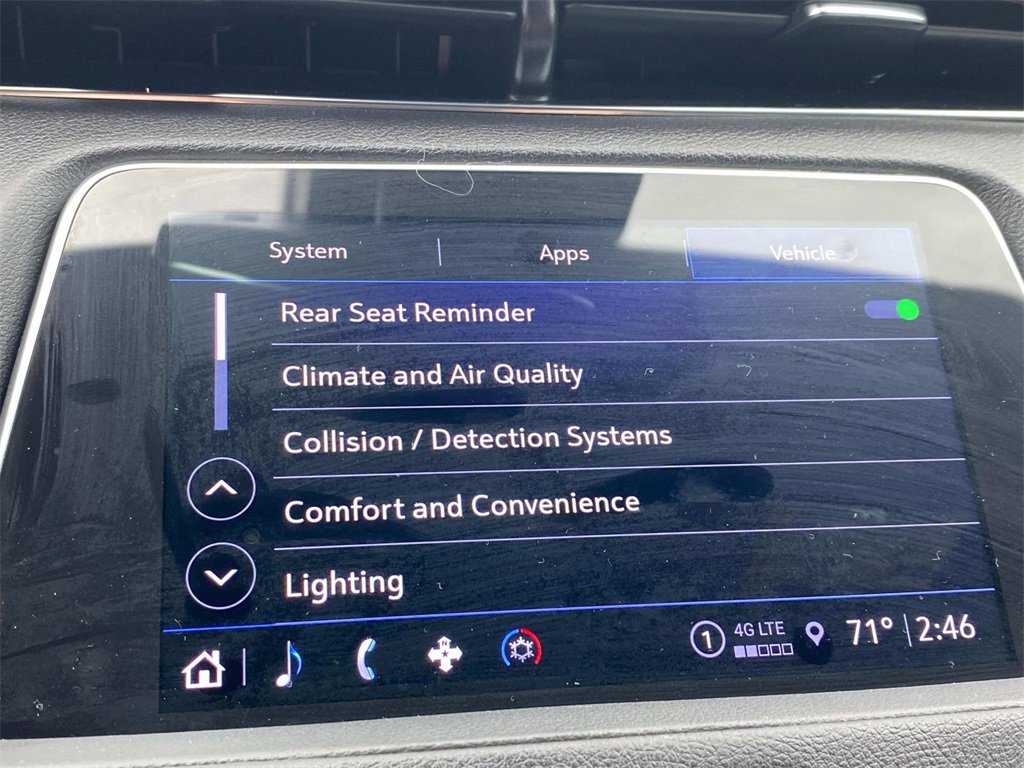 System Apps Vehicle
Rear Seat Reminder
Climate and Air Quality
Collision / Detection Systems
Comfort and Convenience
Lighting
N 1 4G LTE 71° 2:46